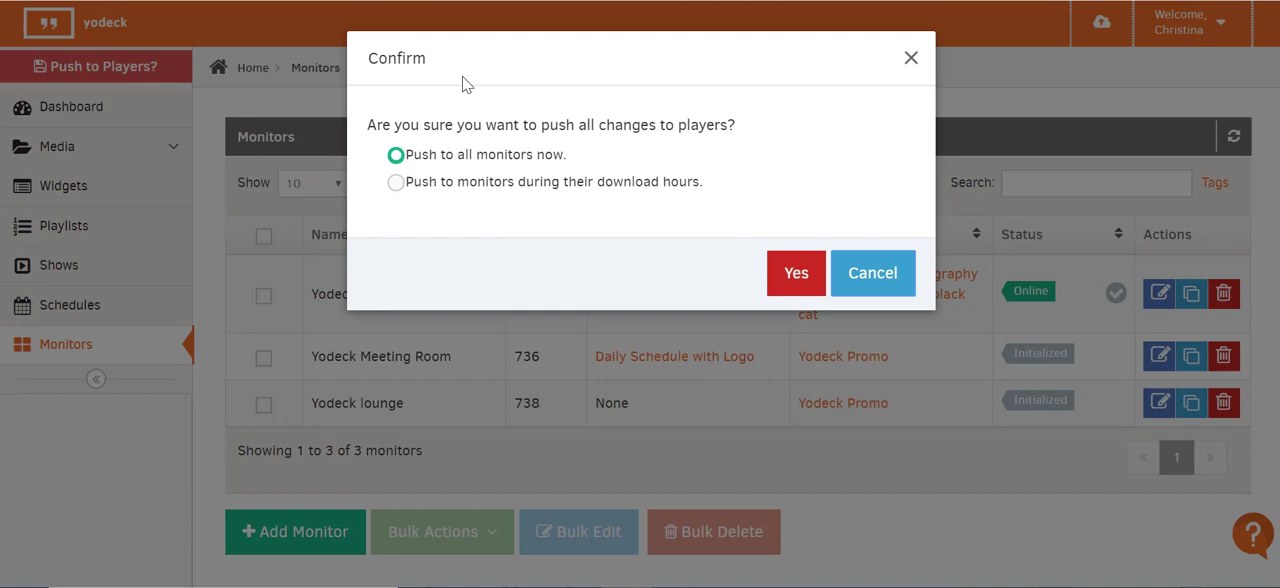 yodeck
Welcome,
Christina
Push to Players?
Home > Monitors
Confirm
Are you sure you want to push all changes to players?
Push to all monitors now.
Push to monitors during their download hours.
Yes
Cancel
Dashboard
Media
Widgets
Playlists
Shows
Schedules
Monitors
Monitors
Show 10
Search:
Tags
Name
Status
Actions
graphy
black
cat
Online
Yodeck Meeting Room 736 Daily Schedule with Logo Yodeck Promo Initialized
Yodeck lounge 738 None Yodeck Promo Initialized
Showing 1 to 3 of 3 monitors
« 1 »
Add Monitor
Bulk Actions
Bulk Edit
Bulk Delete
?